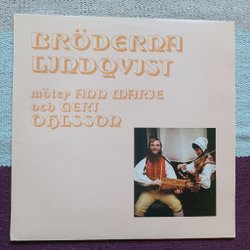 BRÖDERNA
LINDQVIST
möter ANN MARIE
och GERT
OHLSSON